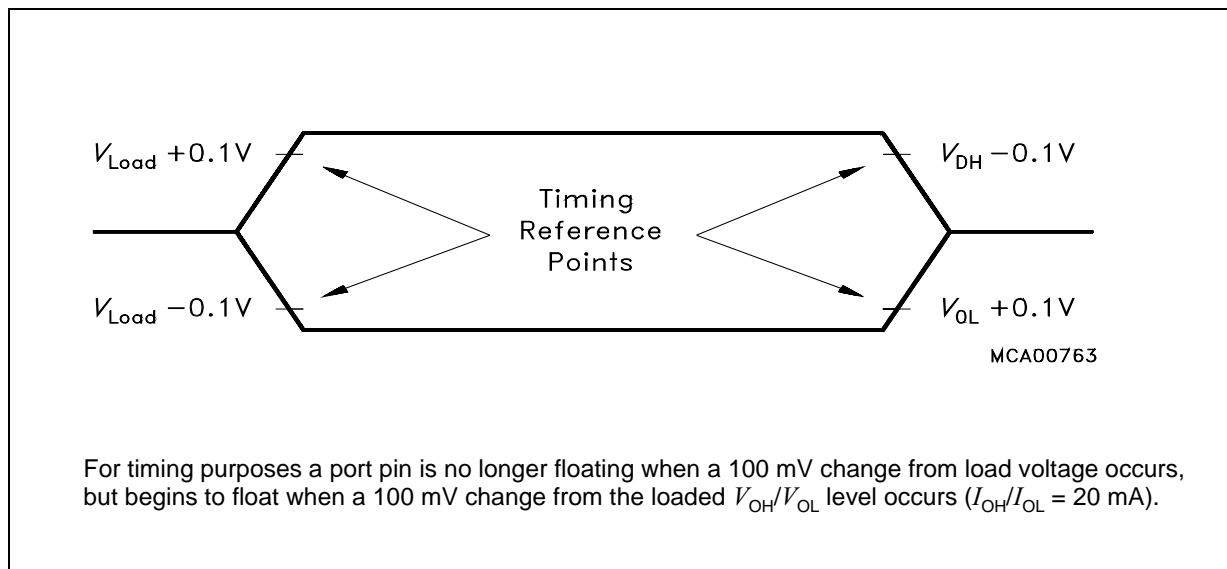 V_Load +0.1V
V_DH −0.1V
Timing
Reference
Points
V_Load −0.1V
V_OL +0.1V
MCA00763
For timing purposes a port pin is no longer floating when a 100 mV change from load voltage occurs,
but begins to float when a 100 mV change from the loaded V_OH/V_OL level occurs (I_OH/I_OL = 20 mA).